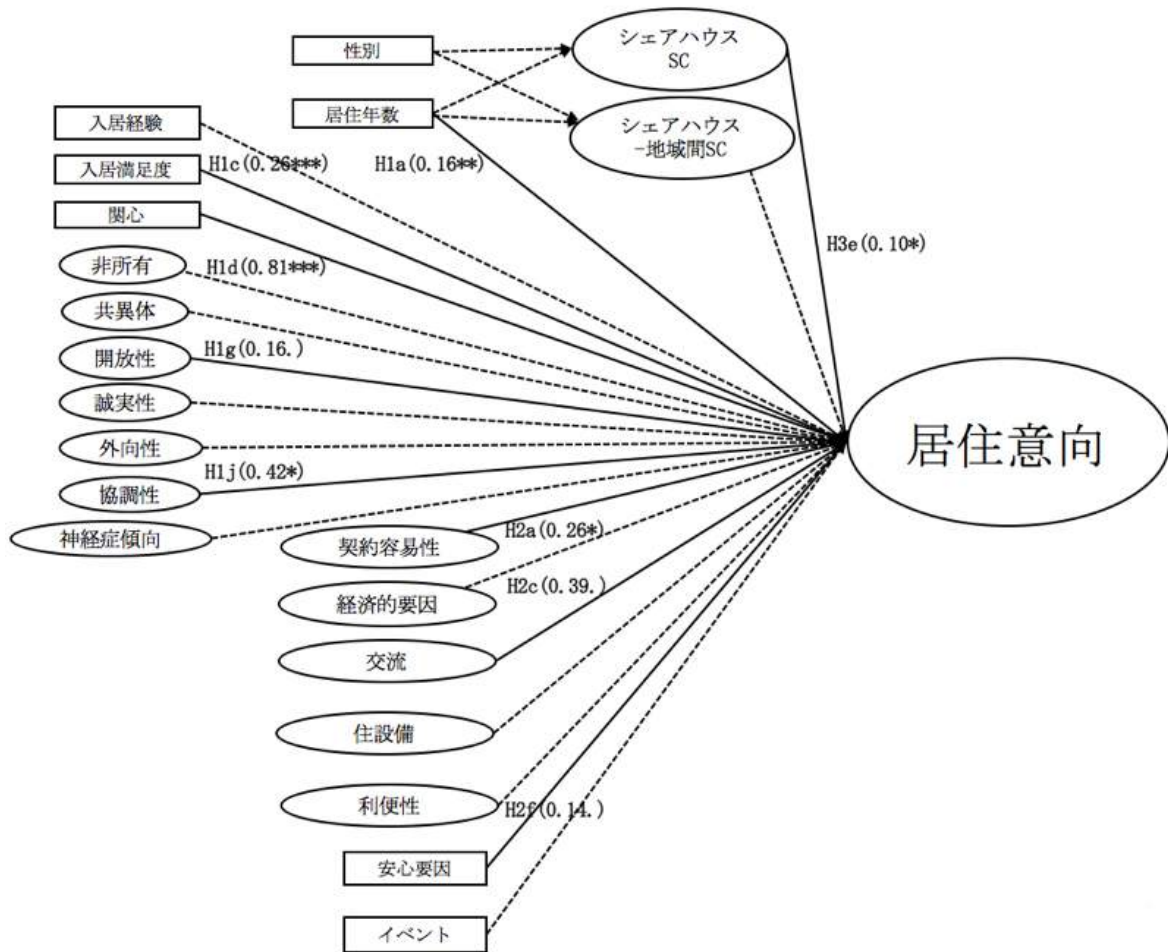 シェアハウス
SC
性別
居住年数
シェアハウス
-地域間SC
入居経験
入居満足度
H1c(0.26***)
H1a(0.16**)
関心
H3e(0.10*)
非所有
H1d(0.81***)
共異体
開放性
H1g(0.16.)
誠実性
外向性
居住意向
協調性
H1j(0.42*)
神経症傾向
契約容易性
H2a(0.26*)
経済的要因
H2c(0.39.)
交流
住設備
利便性
H2f(0.14.)
安心要因
イベント